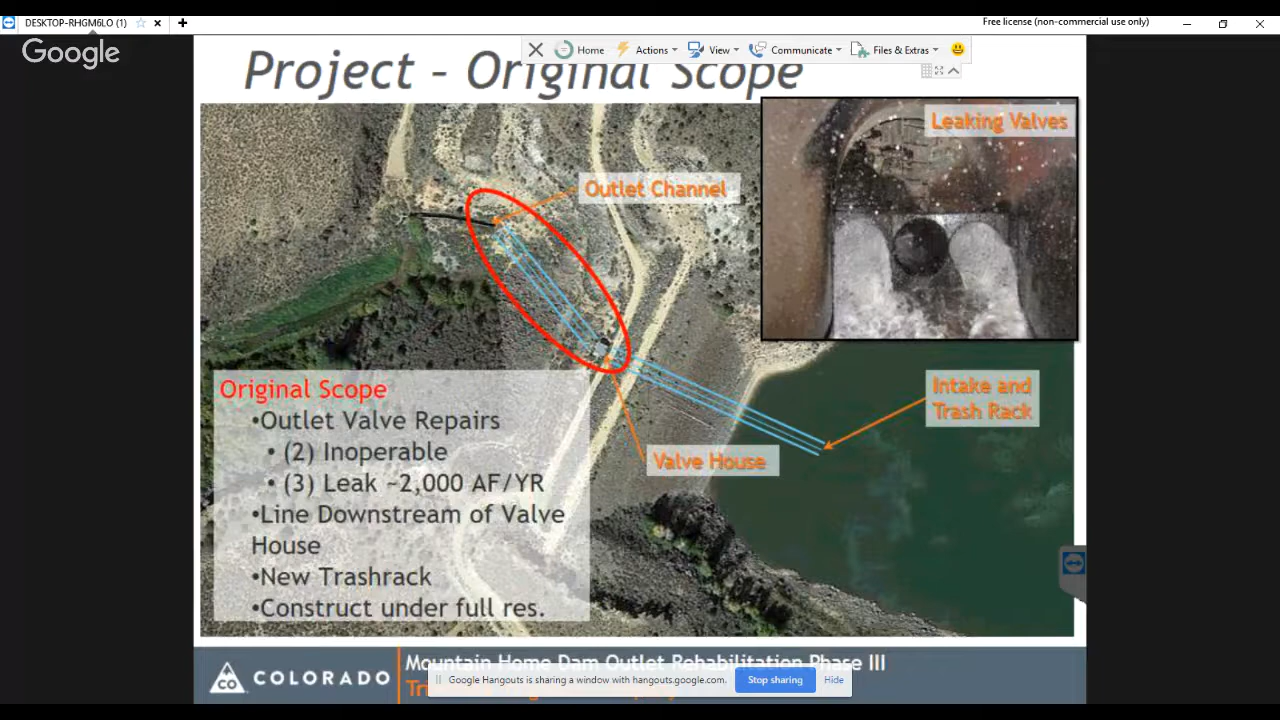 DESKTOP-RHGM6LO (1)
Free license (non-commercial use only)
Google
Home
Actions
View
Communicate
Files & Extras
Project - Original Scope
Leaking Valves
Outlet Channel
Intake and
Trash Rack
Valve House
Original Scope
•Outlet Valve Repairs
• (2) Inoperable
• (3) Leak ~2,000 AF/YR
•Line Downstream of Valve
House
•New Trashrack
•Construct under full res.
CO
COLORADO
Mountain Home Dam Outlet Rehabilitation Phase III
Google Hangouts is sharing a window with hangouts.google.com.
Stop sharing
Hide